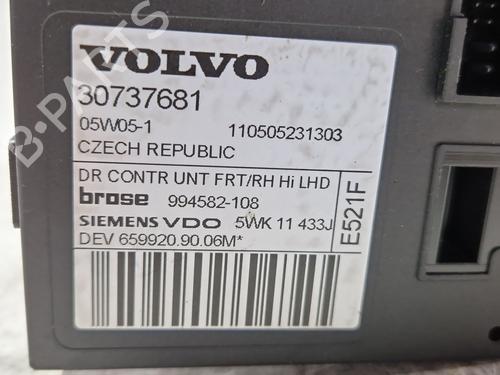 VOLVO
30737681
05W05-1 110505231303
CZECH REPUBLIC
DR CONTR UNT FRT/RH Hi LHD
brose 994582-108
SIEMENS VDO 5WK 11 433J
DEV 659920.90.06M*
E521F
B-PARTS